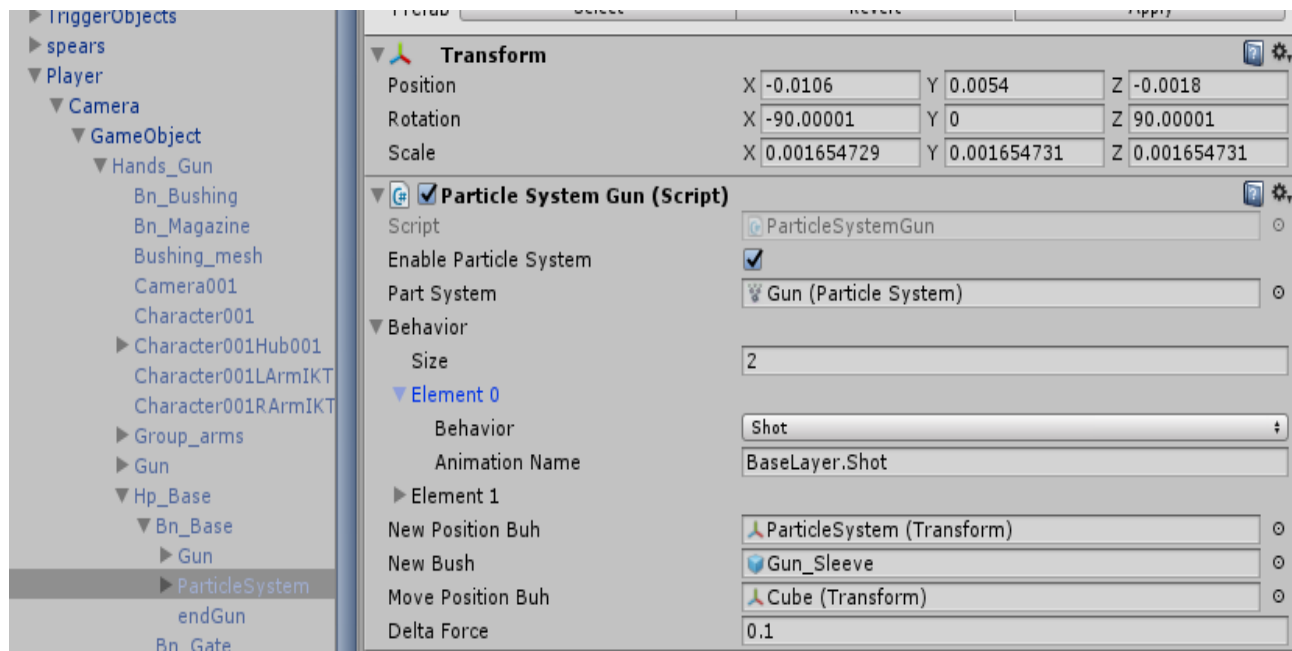 TriggerObjects
spears
Player
Camera
GameObject
Hands_Gun
Bn_Bushing
Bn_Magazine
Bushing_mesh
Camera001
Character001
Character001Hub001
Character001LArmIKT
Character001RArmIKT
Group_arms
Gun
Hp_Base
Bn_Base
Gun
ParticleSystem
endGun
Bn_Gate
Prefab Select Revert Apply
Transform
Position X -0.0106 Y 0.0054 Z -0.0018
Rotation X -90.00001 Y 0 Z 90.00001
Scale X 0.001654729 Y 0.001654731 Z 0.001654731
Particle System Gun (Script)
Script ParticleSystemGun
Enable Particle System
Part System Gun (Particle System)
Behavior
Size 2
Element 0
Behavior Shot
Animation Name BaseLayer.Shot
Element 1
New Position Buh ParticleSystem (Transform)
New Bush Gun_Sleeve
Move Position Buh Cube (Transform)
Delta Force 0.1